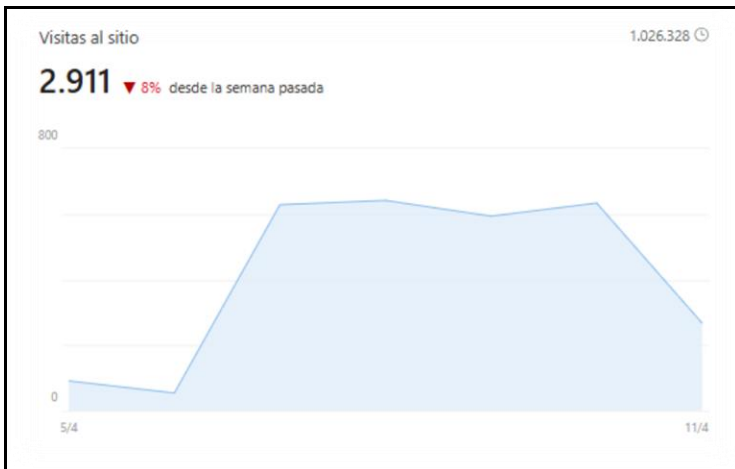 Visitas al sitio
1.026.328
2.911 ▼ 8% desde la semana pasada
800
0
5/4
11/4